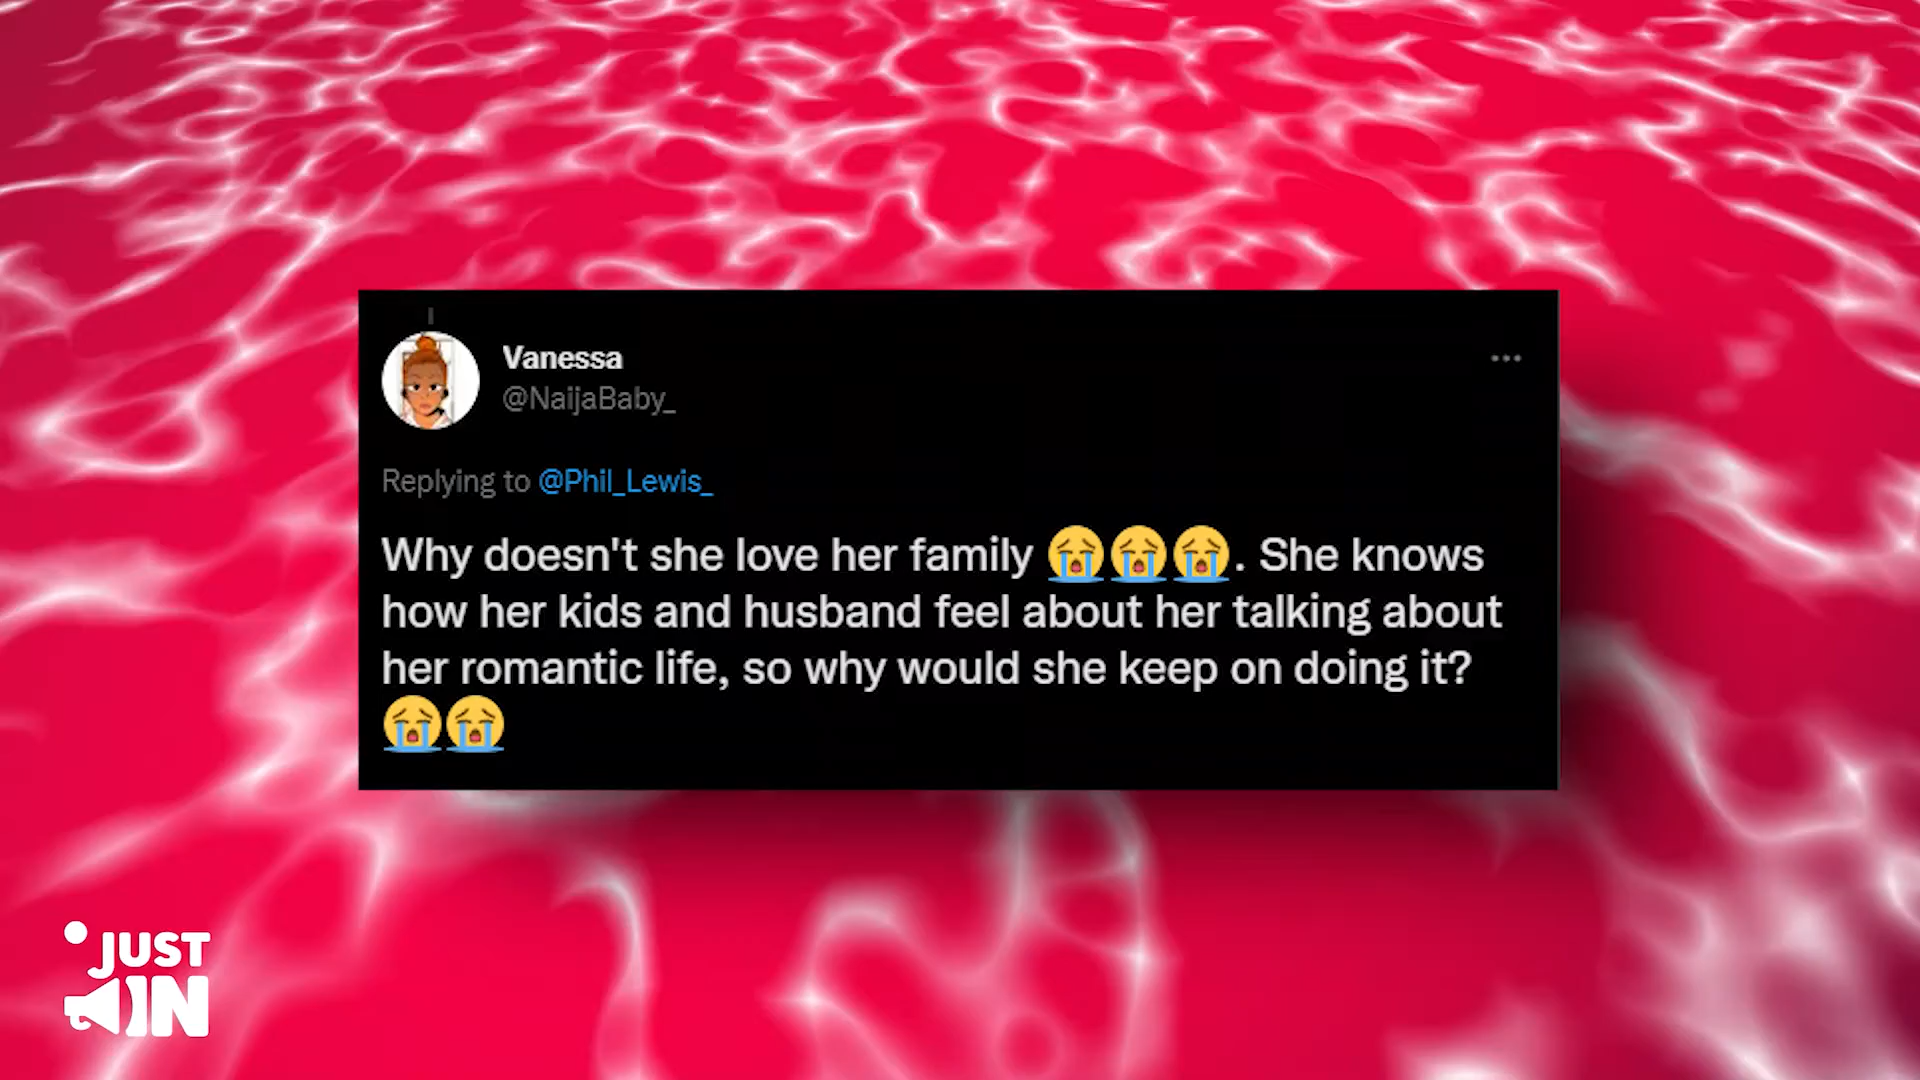 Vanessa
@NaijaBaby_
Replying to @Phil_Lewis_
Why doesn't she love her family 😭😭😭. She knows
how her kids and husband feel about her talking about
her romantic life, so why would she keep on doing it?
😭😭
JUST
IN